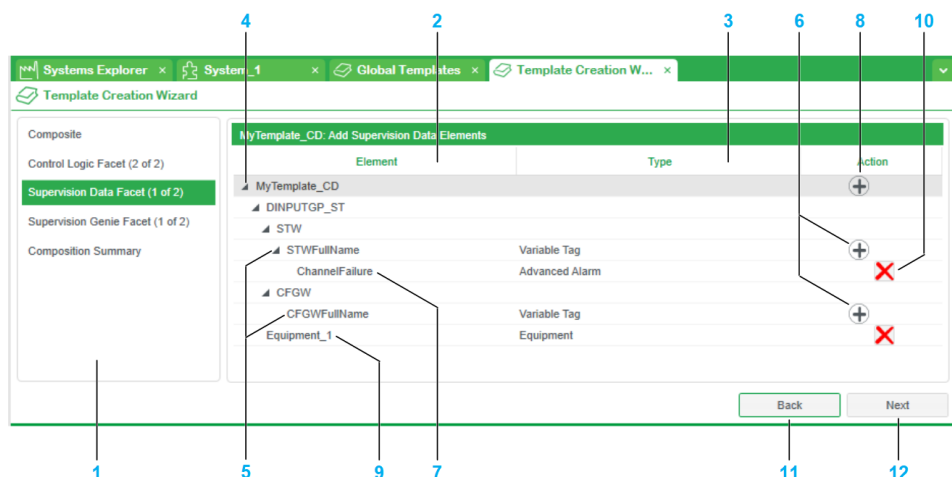 4 2 3 6 8 10
Systems Explorer × System_1 × Global Templates × Template Creation W... ×
Template Creation Wizard
Composite
Control Logic Facet (2 of 2)
Supervision Data Facet (1 of 2)
Supervision Genie Facet (1 of 2)
Composition Summary
MyTemplate_CD: Add Supervision Data Elements
Element Type Action
MyTemplate_CD
DINPUTGP_ST
STW
STWFullName Variable Tag
ChannelFailure Advanced Alarm
CFGW
CFGWFullName Variable Tag
Equipment_1 Equipment
Back Next
1 5 9 7 11 12